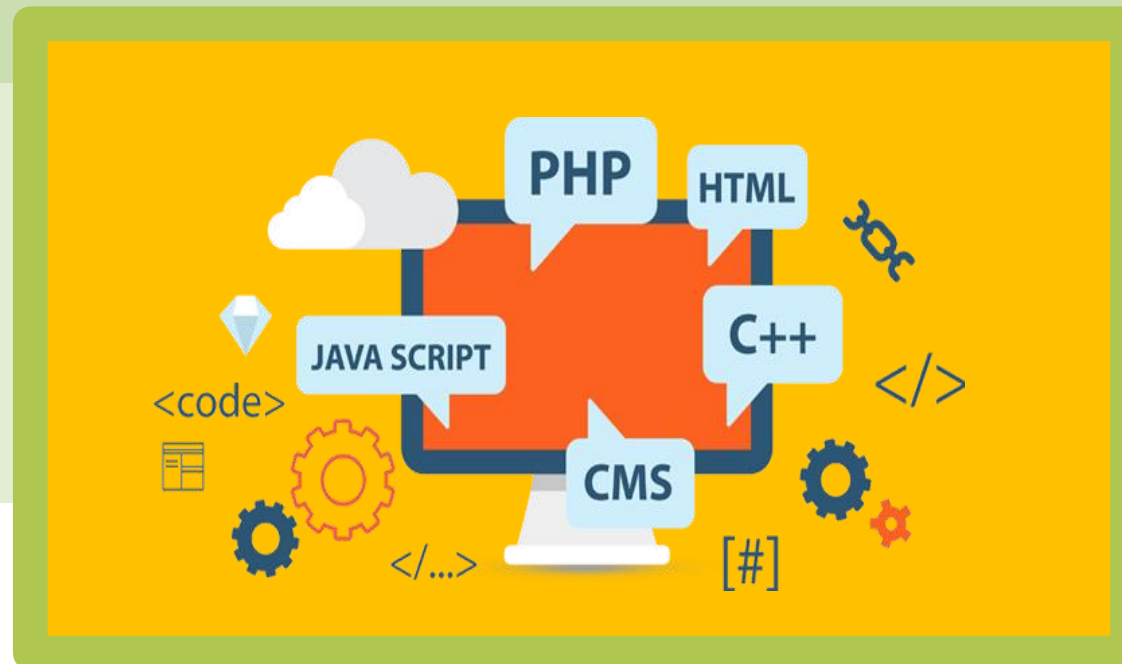 PHP
HTML
C++
JAVA SCRIPT
<code>
</>
CMS
</...>
[#]